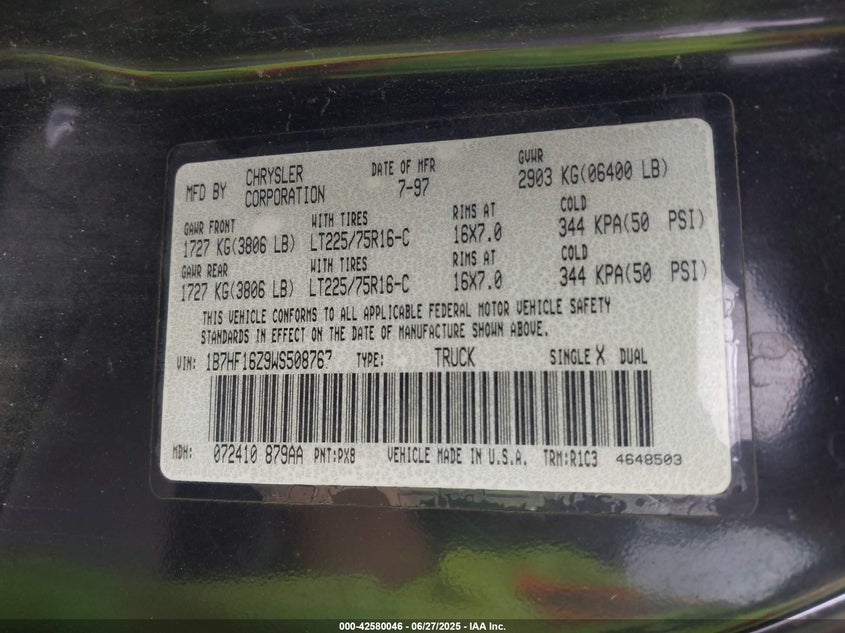 MFD BY CHRYSLER CORPORATION DATE OF MFR 7-97 GVWR 2903 KG(06400 LB)
GAWR FRONT WITH TIRES RIMS AT COLD
1727 KG(3806 LB) LT225/75R16-C 16X7.0 344 KPA(50 PSI)
GAWR REAR WITH TIRES RIMS AT COLD
1727 KG(3806 LB) LT225/75R16-C 16X7.0 344 KPA(50 PSI)
THIS VEHICLE CONFORMS TO ALL APPLICABLE FEDERAL MOTOR VEHICLE SAFETY
STANDARDS IN EFFECT ON THE DATE OF MANUFACTURE SHOWN ABOVE.
VIN: 1B7HF16Z9WS508767 TYPE: TRUCK SINGLE X DUAL
MDH: 072410 879AA PNT:PX8 VEHICLE MADE IN U.S.A. TRM:R1C3 4648503
000-42580046 - 06/27/2025 - IAA Inc.